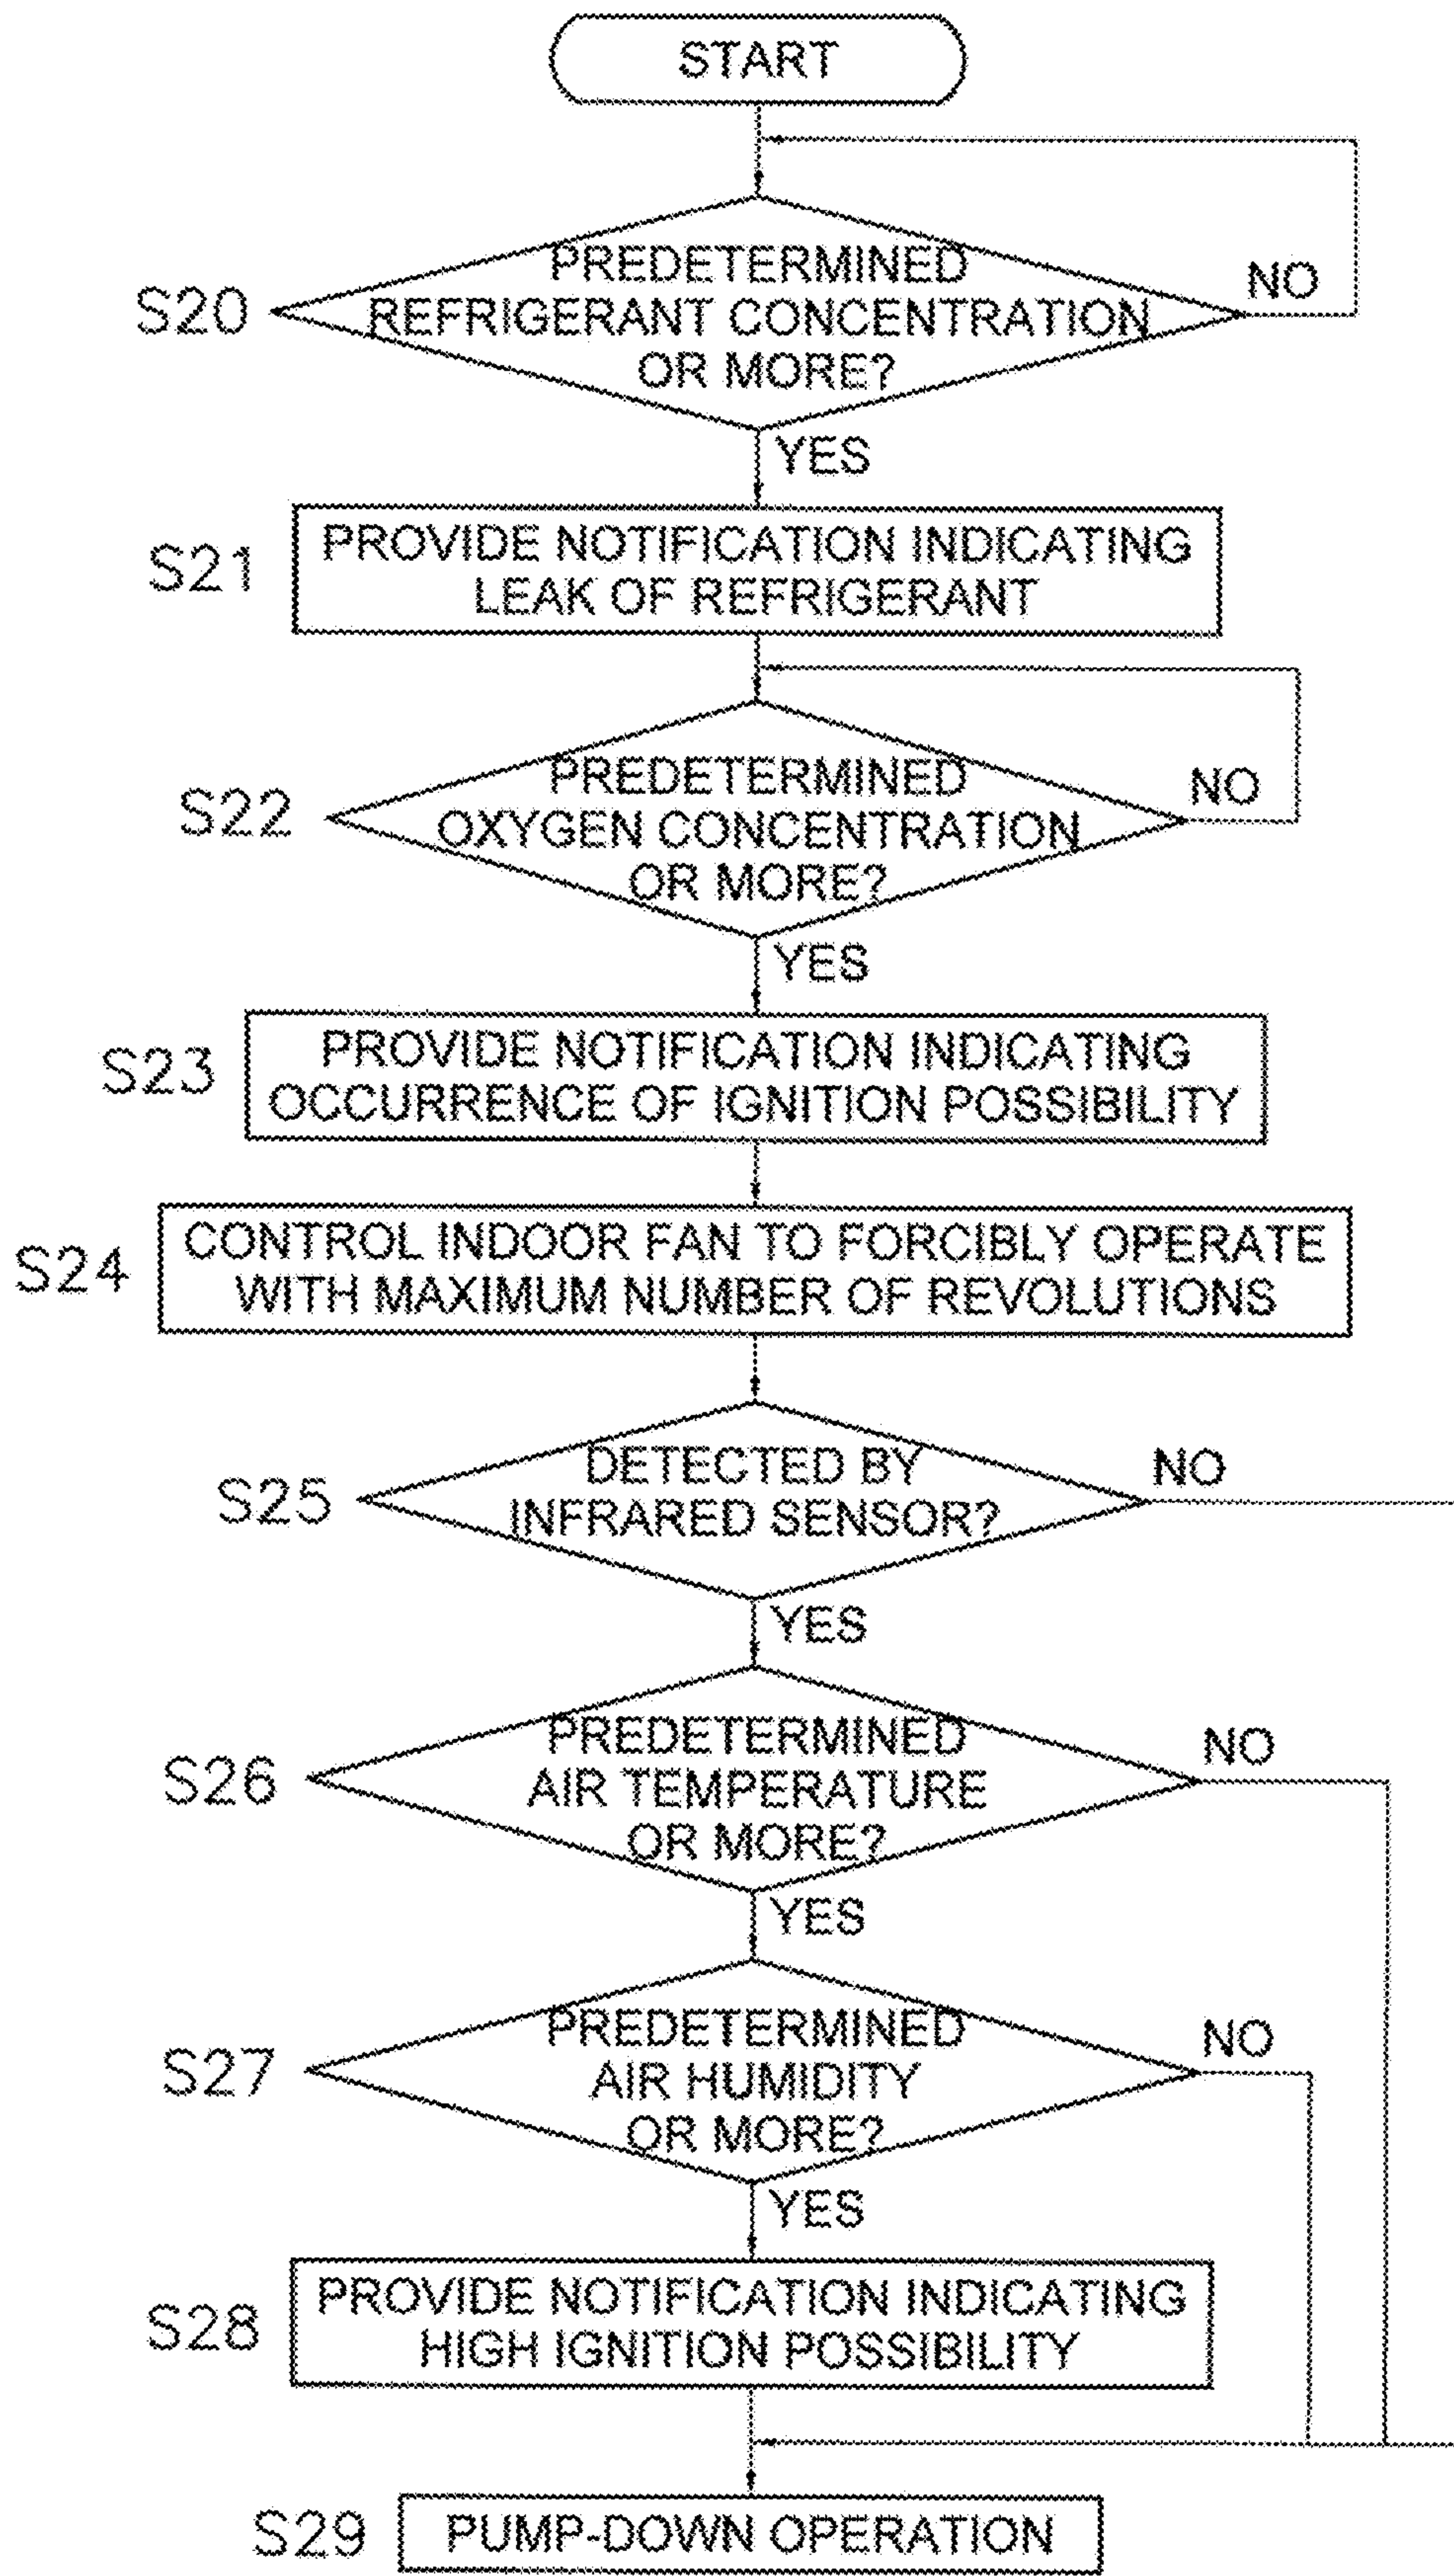 START
PREDETERMINED
REFRIGERANT CONCENTRATION
OR MORE?
S20
NO
YES
S21
PROVIDE NOTIFICATION INDICATING
LEAK OF REFRIGERANT
PREDETERMINED
OXYGEN CONCENTRATION
OR MORE?
S22
NO
YES
S23
PROVIDE NOTIFICATION INDICATING
OCCURRENCE OF IGNITION POSSIBILITY
S24
CONTROL INDOOR FAN TO FORCIBLY OPERATE
WITH MAXIMUM NUMBER OF REVOLUTIONS
S25
DETECTED BY
INFRARED SENSOR?
NO
YES
S26
PREDETERMINED
AIR TEMPERATURE
OR MORE?
NO
YES
S27
PREDETERMINED
AIR HUMIDITY
OR MORE?
NO
YES
S28
PROVIDE NOTIFICATION INDICATING
HIGH IGNITION POSSIBILITY
S29
PUMP-DOWN OPERATION